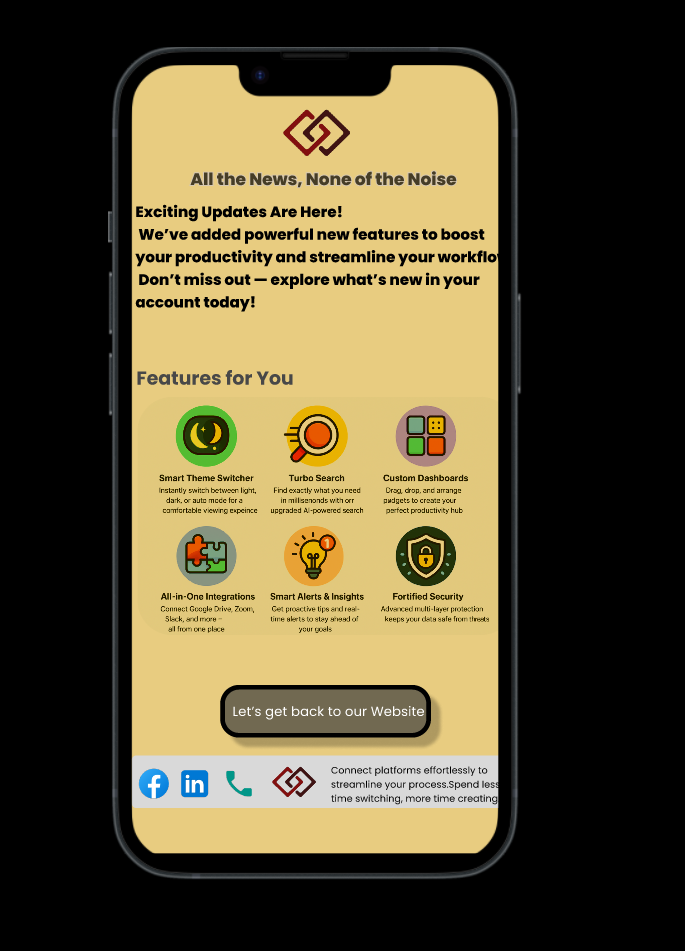 All the News, None of the Noise
Exciting Updates Are Here!
We've added powerful new features to boost
your productivity and streamline your workflo
Don't miss out — explore what's new in your
account today!
Features for You
Smart Theme Switcher
Instantly switch between light,
dark, or auto mode for a
comfortable viewing expeince
Turbo Search
Find exactly what you need
in millisenonds with orr
upgraded AI-powered search
Custom Dashboards
Orag, drop, and arrange
padgets to create your
perfect productivity hub
All-in-One Integrations
Connect Google Drive, Zoom,
Slack, and more –
all from one place
1
Smart Alerts & Insights
Get proactive tips and real-
time alerts to stay ahead of
your goals
Fortified Security
Advanced multi-layer protection
keeps your data safe from threats
Let's get back to our Website
Connect platforms effortlessly to
streamline your process.Spend less
time switching, more time creating